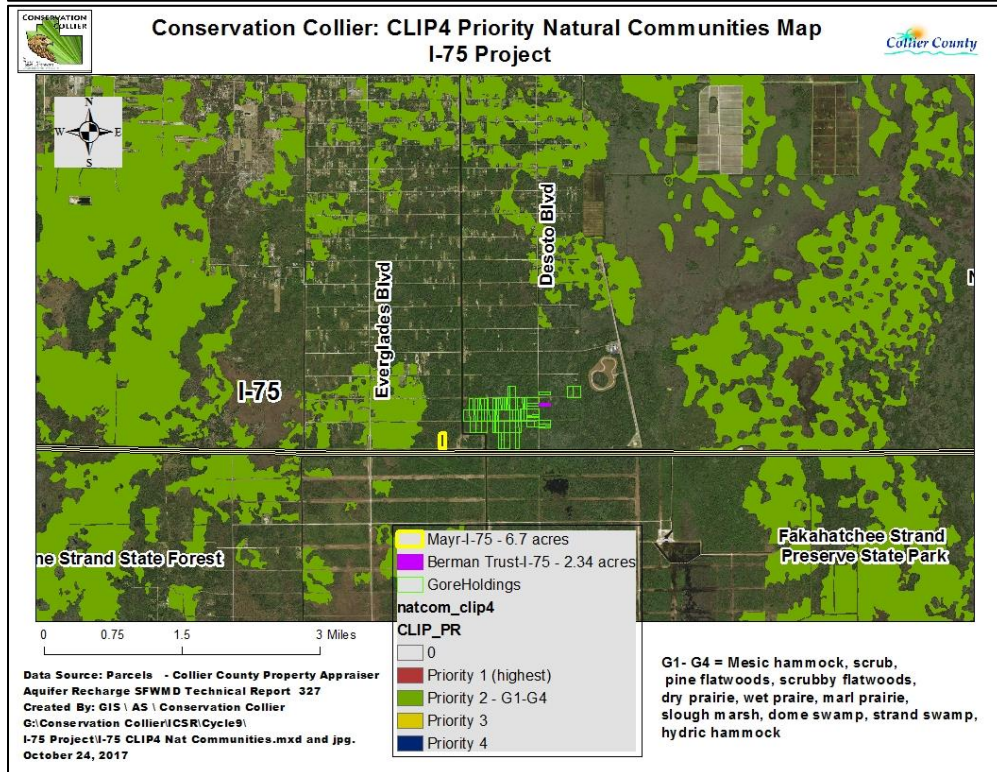 CONSERVATION
COLLIER
Conservation Collier: CLIP4 Priority Natural Communities Map
I-75 Project
Collier County
N
W E
S
Desoto Blvd
Everglades Blvd
N
I-75
Fakahatchee Strand
Preserve State Park
ne Strand State Forest
Mayr-I-75 - 6.7 acres
Berman Trust-I-75 - 2.34 acres
GoreHoldings
natcom_clip4
CLIP_PR
0
Priority 1 (highest)
Priority 2 - G1-G4
Priority 3
Priority 4
0 0.75 1.5 3 Miles
Data Source: Parcels - Collier County Property Appraiser
Aquifer Recharge SFWMD Technical Report 327
Created By: GIS \ AS \ Conservation Collier
G:\Conservation Collier\ICSR\Cycle9\
I-75 Project\I-75 CLIP4 Nat Communities.mxd and jpg.
October 24, 2017
G1- G4 = Mesic hammock, scrub,
pine flatwoods, scrubby flatwoods,
dry prairie, wet praire, marl prairie,
slough marsh, dome swamp, strand swamp,
hydric hammock